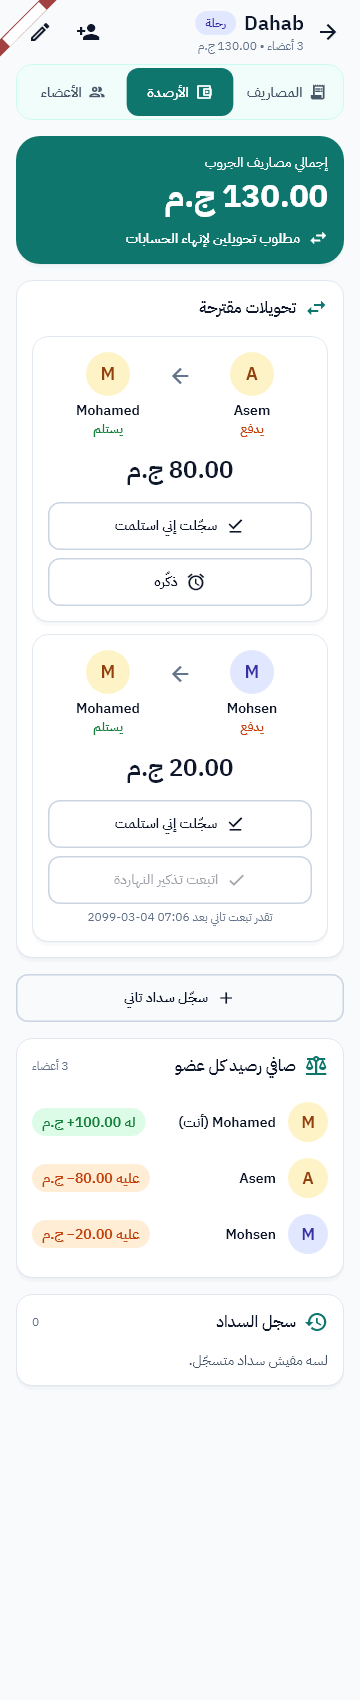 Dahab رحلة
3 أعضاء • 130.00 ج.م
المصاريف
الأرصدة
الأعضاء
إجمالي مصاريف الجروب
130.00 ج.م
مطلوب تحويلين لإنهاء الحسابات
تحويلات مقترحة
A
M
Asem
Mohamed
يدفع
يستلم
80.00 ج.م
سجّلت إني استلمت
ذكّره
M
M
Mohsen
Mohamed
يدفع
يستلم
20.00 ج.م
سجّلت إني استلمت
اتبعت تذكير النهاردة
تقدر تبعت تاني بعد 07:06 04-03-2099
سجّل سداد تاني
صافي رصيد كل عضو
3 أعضاء
M
Mohamed (أنت)
له 100.00+ ج.م
A
Asem
عليه 80.00− ج.م
M
Mohsen
عليه 20.00− ج.م
سجل السداد
0
لسه مفيش سداد متسجّل.